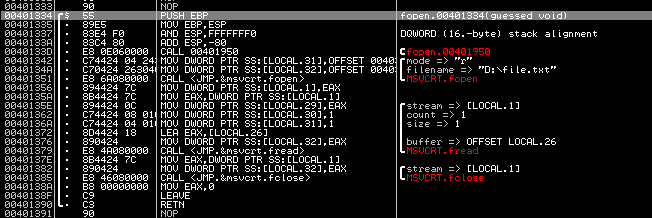 00401333 90 NOP
00401334 $ 55 PUSH EBP fopen.00401334(guessed void)
00401335 . 89E5 MOV EBP,ESP
00401337 . 83E4 F0 AND ESP,FFFFFFF0 DQWORD (16.-byte) stack alignment
0040133A . 83C4 80 ADD ESP,-80
0040133D . E8 0E060000 CALL 00401950 fopen.00401950
00401342 . C74424 04 24 MOV DWORD PTR SS:[LOCAL.31],OFFSET 0040 mode => "r"
0040134A . C70424 263040 MOV DWORD PTR SS:[LOCAL.32],OFFSET 0040 filename => "D:\file.txt"
00401351 . E8 6A080000 CALL <JMP.&msvcrt.fopen> MSVCRT.fopen
00401356 . 894424 7C MOV DWORD PTR SS:[LOCAL.1],EAX
0040135A . 8B4424 7C MOV EAX,DWORD PTR SS:[LOCAL.1]
0040135E . 894424 0C MOV DWORD PTR SS:[LOCAL.29],EAX stream => [LOCAL.1]
00401362 . C74424 08 01 MOV DWORD PTR SS:[LOCAL.30],1 count => 1
0040136A . C74424 04 01 MOV DWORD PTR SS:[LOCAL.31],1 size => 1
00401372 . 8D4424 18 LEA EAX,[LOCAL.26]
00401376 . 890424 MOV DWORD PTR SS:[LOCAL.32],EAX buffer => OFFSET LOCAL.26
00401379 . E8 4A080000 CALL <JMP.&msvcrt.fread> MSVCRT.fread
0040137E . 8B4424 7C MOV EAX,DWORD PTR SS:[LOCAL.1]
00401382 . 890424 MOV DWORD PTR SS:[LOCAL.32],EAX stream => [LOCAL.1]
00401385 . E8 46080000 CALL <JMP.&msvcrt.fclose> MSVCRT.fclose
0040138A . B8 00000000 MOV EAX,0
0040138F . C9 LEAVE
00401390 . C3 RETN
00401391 90 NOP